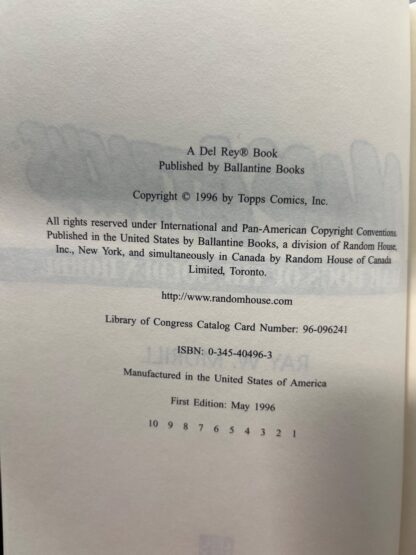 A Del Rey® Book
Published by Ballantine Books
Copyright © 1996 by Topps Comics, Inc.
All rights reserved under International and Pan-American Copyright Conventions.
Published in the United States by Ballantine Books, a division of Random House,
Inc., New York, and simultaneously in Canada by Random House of Canada
Limited, Toronto.
http://www.randomhouse.com
Library of Congress Catalog Card Number: 96-096241
ISBN: 0-345-40496-3
Manufactured in the United States of America
First Edition: May 1996
10 9 8 7 6 5 4 3 2 1